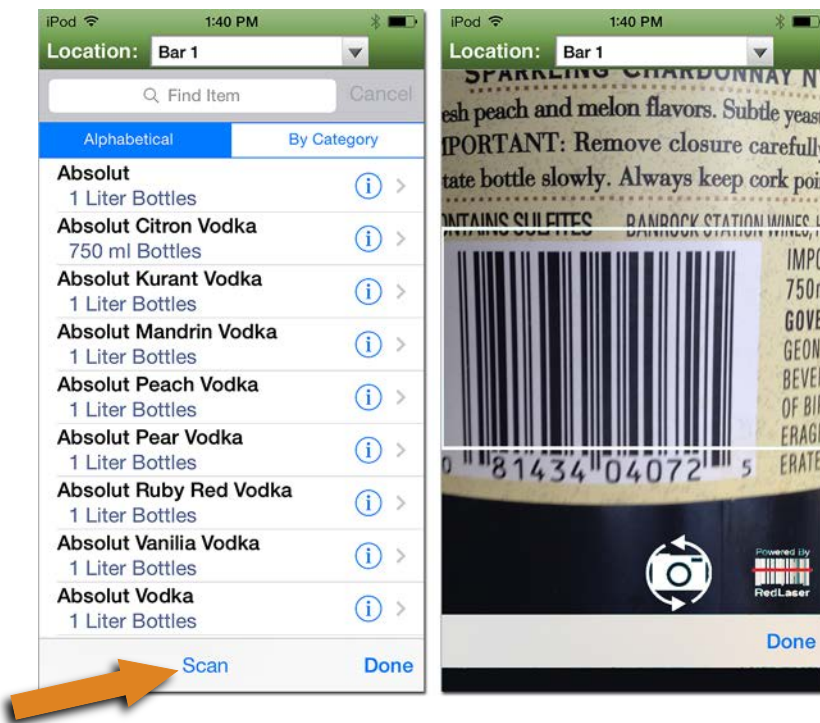 iPod 1:40 PM
Location: Bar 1
Find Item Cancel
Alphabetical By Category
Absolut
1 Liter Bottles
Absolut Citron Vodka
750 ml Bottles
Absolut Kurant Vodka
1 Liter Bottles
Absolut Mandrin Vodka
1 Liter Bottles
Absolut Peach Vodka
1 Liter Bottles
Absolut Pear Vodka
1 Liter Bottles
Absolut Ruby Red Vodka
1 Liter Bottles
Absolut Vanilia Vodka
1 Liter Bottles
Absolut Vodka
1 Liter Bottles
Scan Done
iPod 1:40 PM
Location: Bar 1
SPARKLING CHARDONNAY N
esh peach and melon flavors. Subtle yeas
IPORTANT: Remove closure carefully
tate bottle slowly. Always keep cork poi
ONTAINS SULFITES BANROCK STATION WINES,
IMPO
750
GOVE
GEON
BEVE
OF BI
ERAG
ERATE
0 81434 04072 5
Powered By
RedLaser
Done